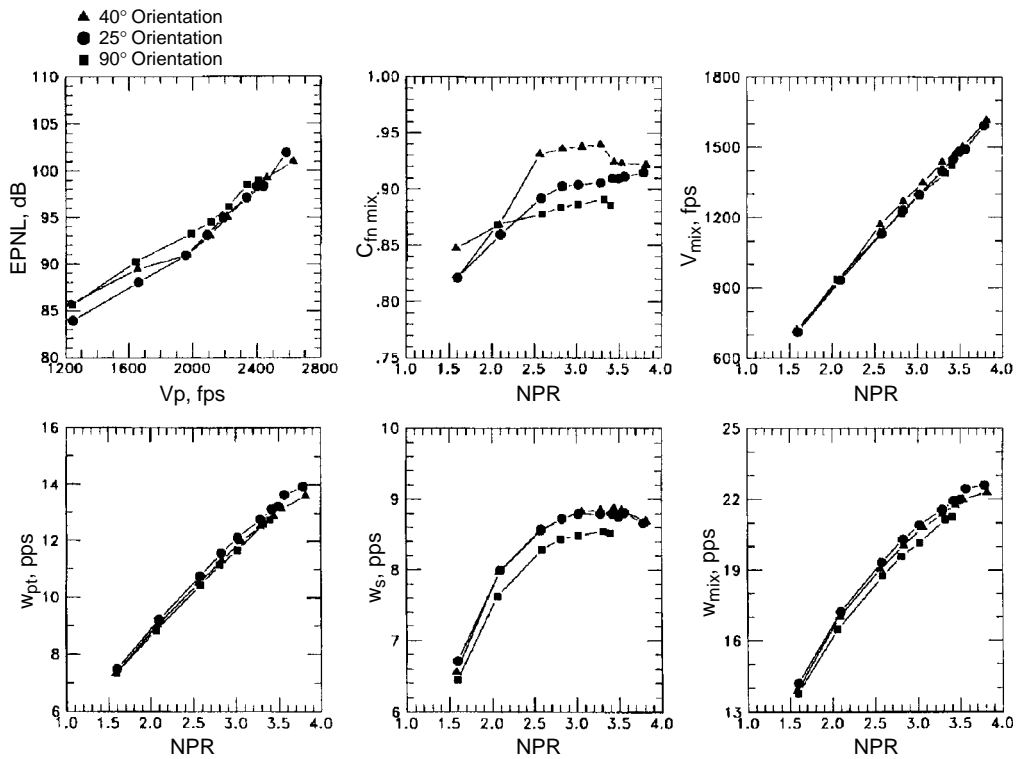 40° Orientation
25° Orientation
90° Orientation
110
105
100
95
90
85
80
EPNL, dB
1200 1600 2000 2400 2800
Vp, fps
1.00
.95
.90
.85
.80
.75
C fn mix
1.0 1.5 2.0 2.5 3.0 3.5 4.0
NPR
1800
1500
1200
900
600
V mix, fps
1.0 1.5 2.0 2.5 3.0 3.5 4.0
NPR
16
14
12
10
8
6
w pt, pps
1.0 1.5 2.0 2.5 3.0 3.5 4.0
NPR
10
9
8
7
6
w s, pps
1.0 1.5 2.0 2.5 3.0 3.5 4.0
NPR
25
22
19
16
13
w mix, pps
1.0 1.5 2.0 2.5 3.0 3.5 4.0
NPR